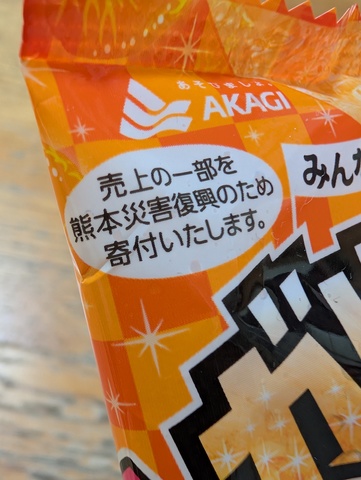 あそびましょ。
AKAGI
売上の一部を
熊本災害復興のため
寄付いたします。
みん